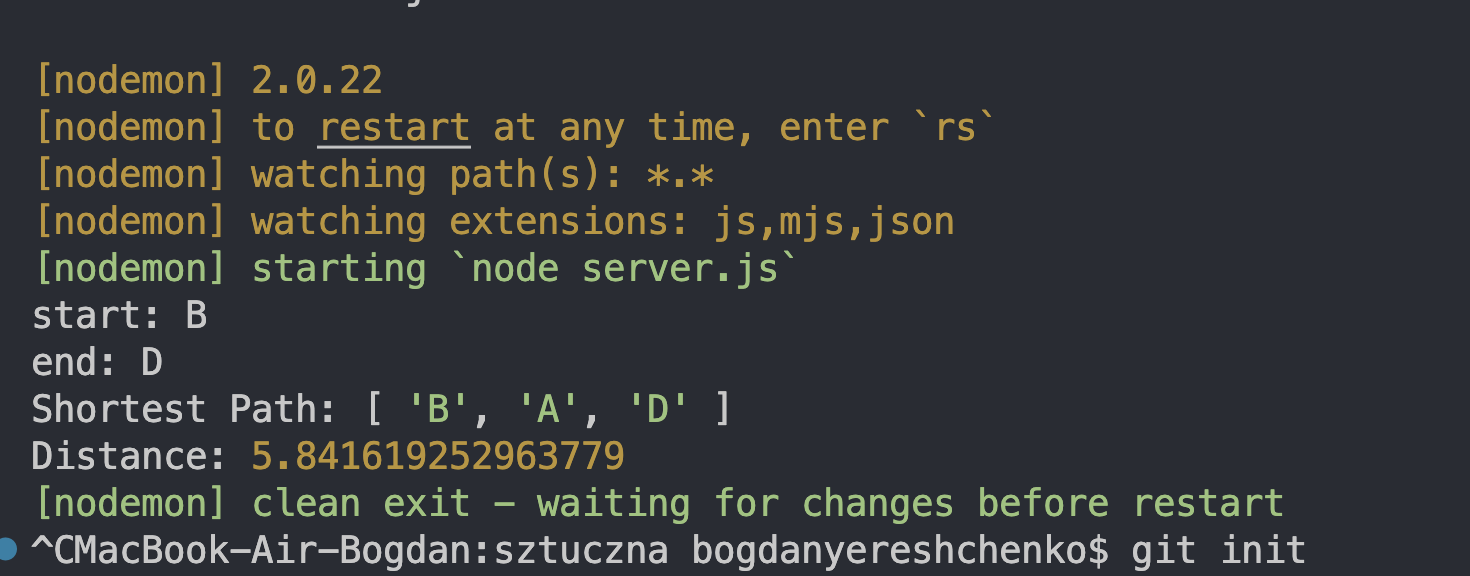 [nodemon] 2.0.22
[nodemon] to restart at any time, enter `rs`
[nodemon] watching path(s): *.*
[nodemon] watching extensions: js,mjs,json
[nodemon] starting `node server.js`
start: B
end: D
Shortest Path: [ 'B', 'A', 'D' ]
Distance: 5.841619252963779
[nodemon] clean exit - waiting for changes before restart
^CMacBook-Air-Bogdan:sztuczna bogdanyereshchenko$ git init